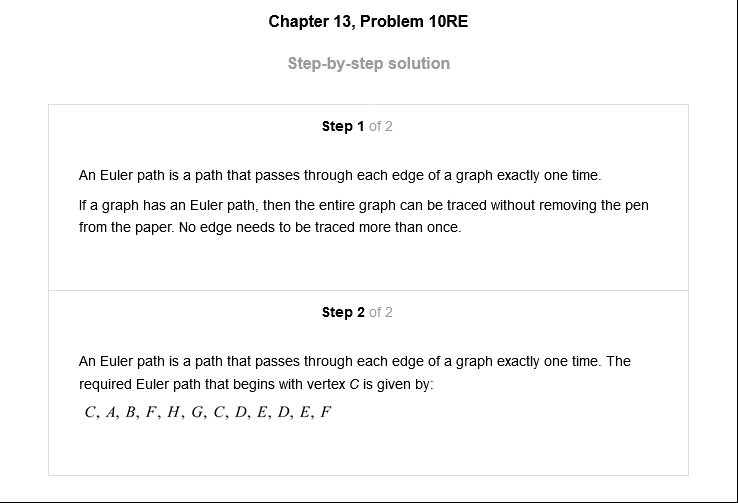 Chapter 13, Problem 10RE
Step-by-step solution
Step 1 of 2
An Euler path is a path that passes through each edge of a graph exactly one time.
If a graph has an Euler path, then the entire graph can be traced without removing the pen
from the paper. No edge needs to be traced more than once.
Step 2 of 2
An Euler path is a path that passes through each edge of a graph exactly one time. The
required Euler path that begins with vertex C is given by:
C, A, B, F, H, G, C, D, E, D, E, F